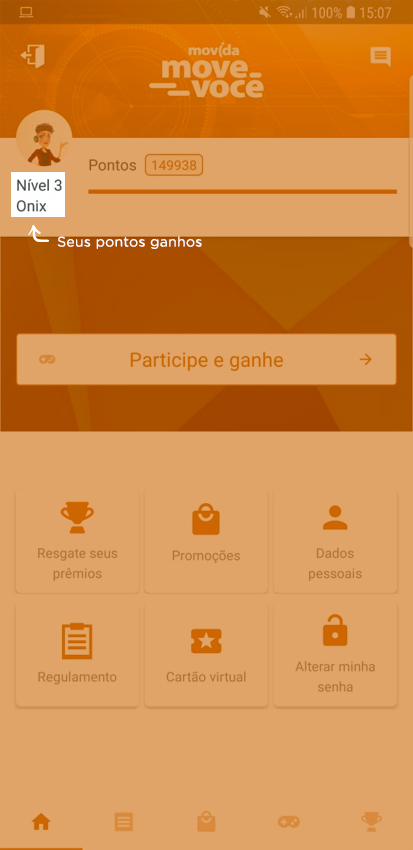 100% 15:07
movida
move
você
Pontos 149938
Nível 3
Onix
Seus pontos ganhos
Participe e ganhe
Resgate seus
prêmios
Promoções
Dados
pessoais
Regulamento
Cartão virtual
Alterar minha
senha